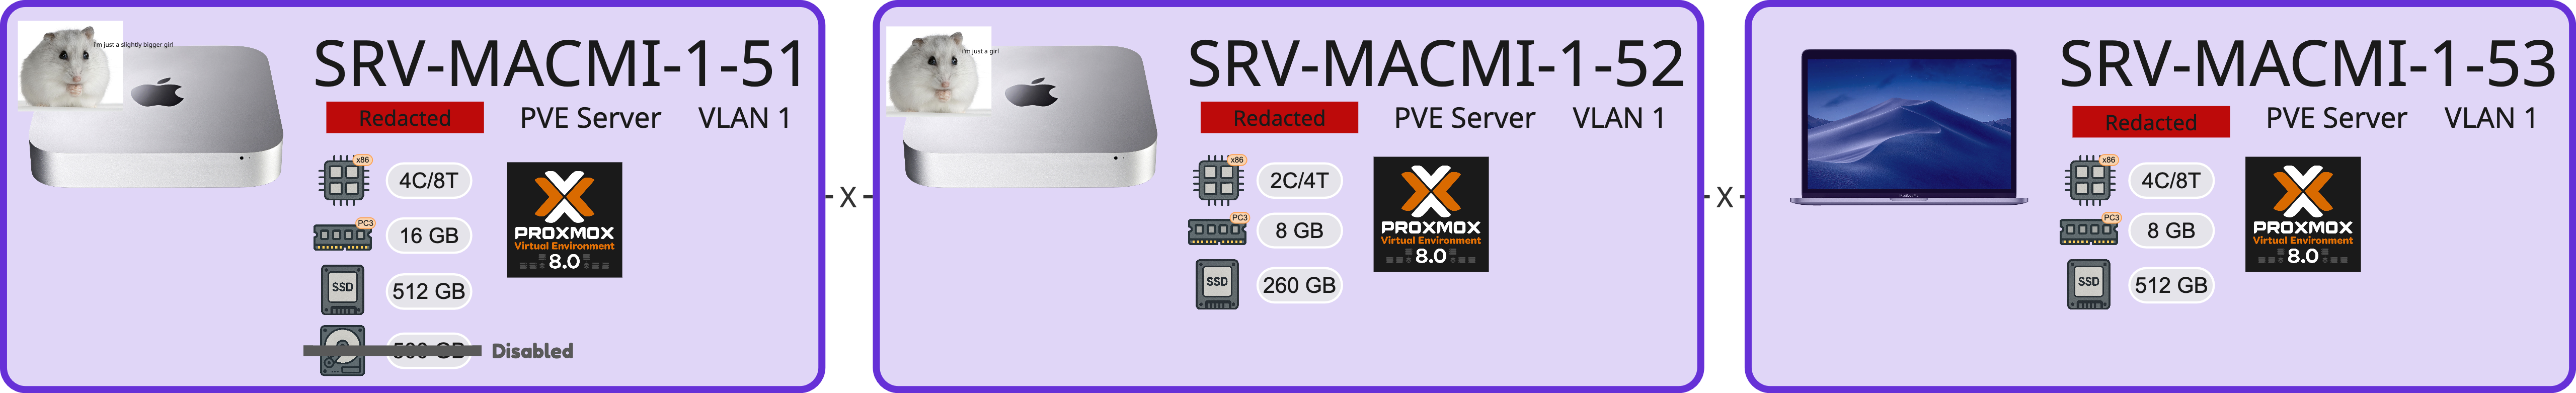 i'm just a slightly bigger girl
SRV-MACMI-1-51
Redacted PVE Server VLAN 1
x86
4C/8T
PC3
16 GB
SSD
512 GB
500 GB
Disabled
PROXMOX
Virtual Environment
8.0
X
i'm just a girl
SRV-MACMI-1-52
Redacted PVE Server VLAN 1
x86
2C/4T
PC3
8 GB
SSD
260 GB
PROXMOX
Virtual Environment
8.0
X
SRV-MACMI-1-53
Redacted PVE Server VLAN 1
x86
4C/8T
PC3
8 GB
SSD
512 GB
PROXMOX
Virtual Environment
8.0